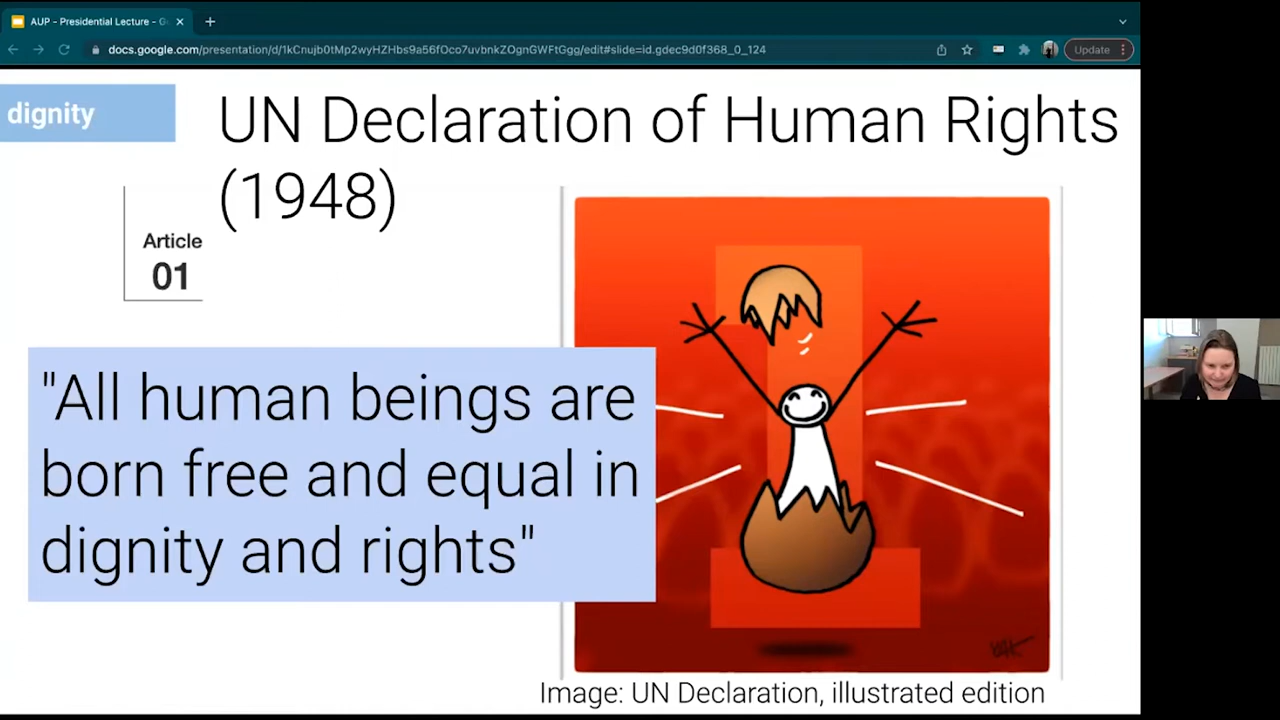 AUP - Presidential Lecture - G
docs.google.com/presentation/d/1kCnujb0tMp2wyHZHbs9a56fOco7uvbnkZOgnGWFtGgg/edit#slide=id.gdec9d0f368_0_124
Update
dignity
UN Declaration of Human Rights
(1948)
Article
01
"All human beings are
born free and equal in
dignity and rights"
Image: UN Declaration, illustrated edition